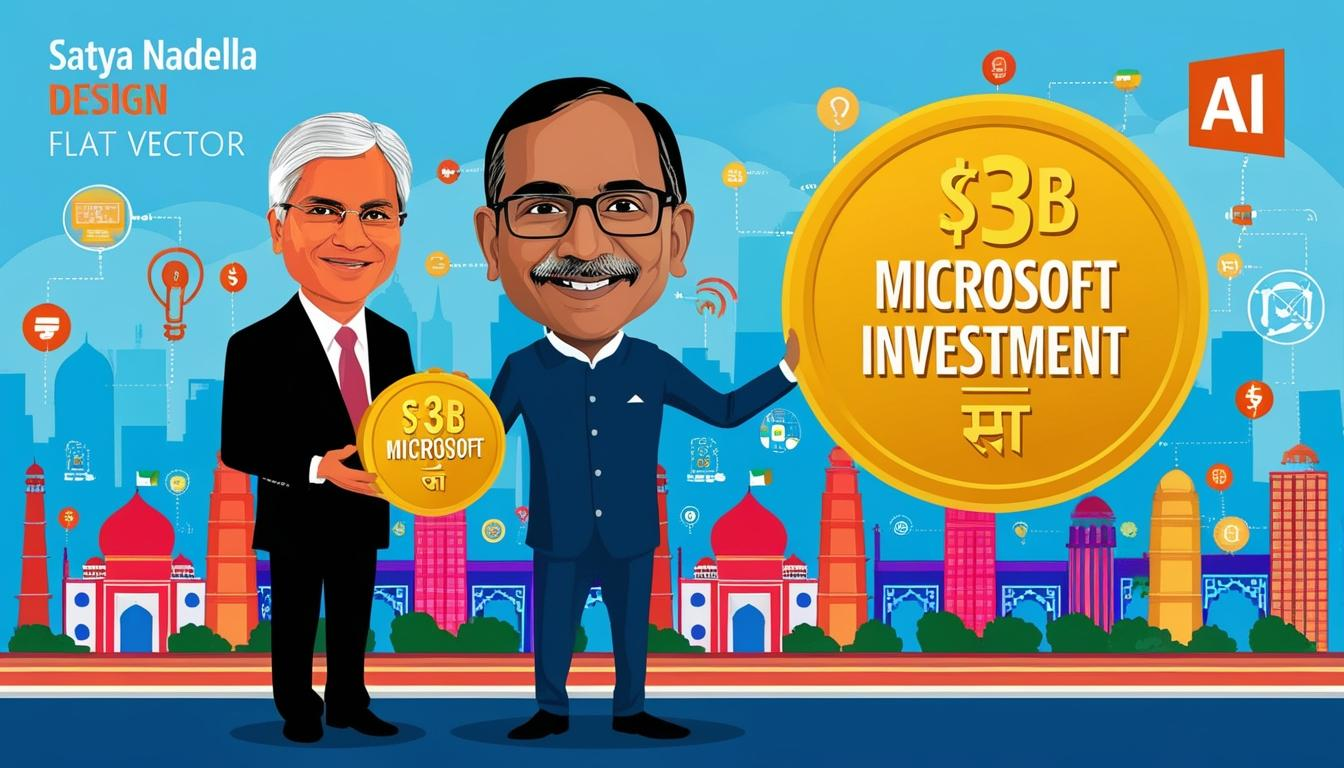 Satya Nadella
DESIGN
FLAT VECTOR
AI
$3B
MICROSOFT
INVESTMENT
$3B
MICROSOFT